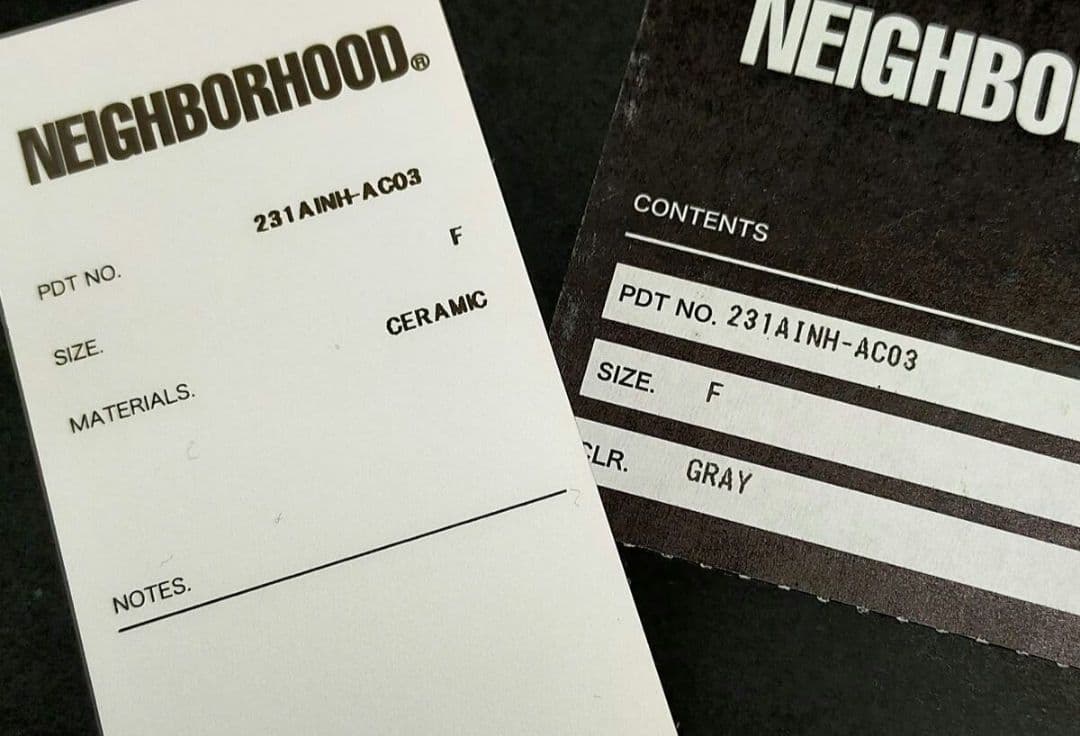 NEIGHBORHOOD®
PDT NO. 231AINH-AC03
SIZE. F
MATERIALS. CERAMIC
NOTES.
NEIGHBO
CONTENTS
PDT NO. 231AINH-AC03
SIZE. F
CLR. GRAY